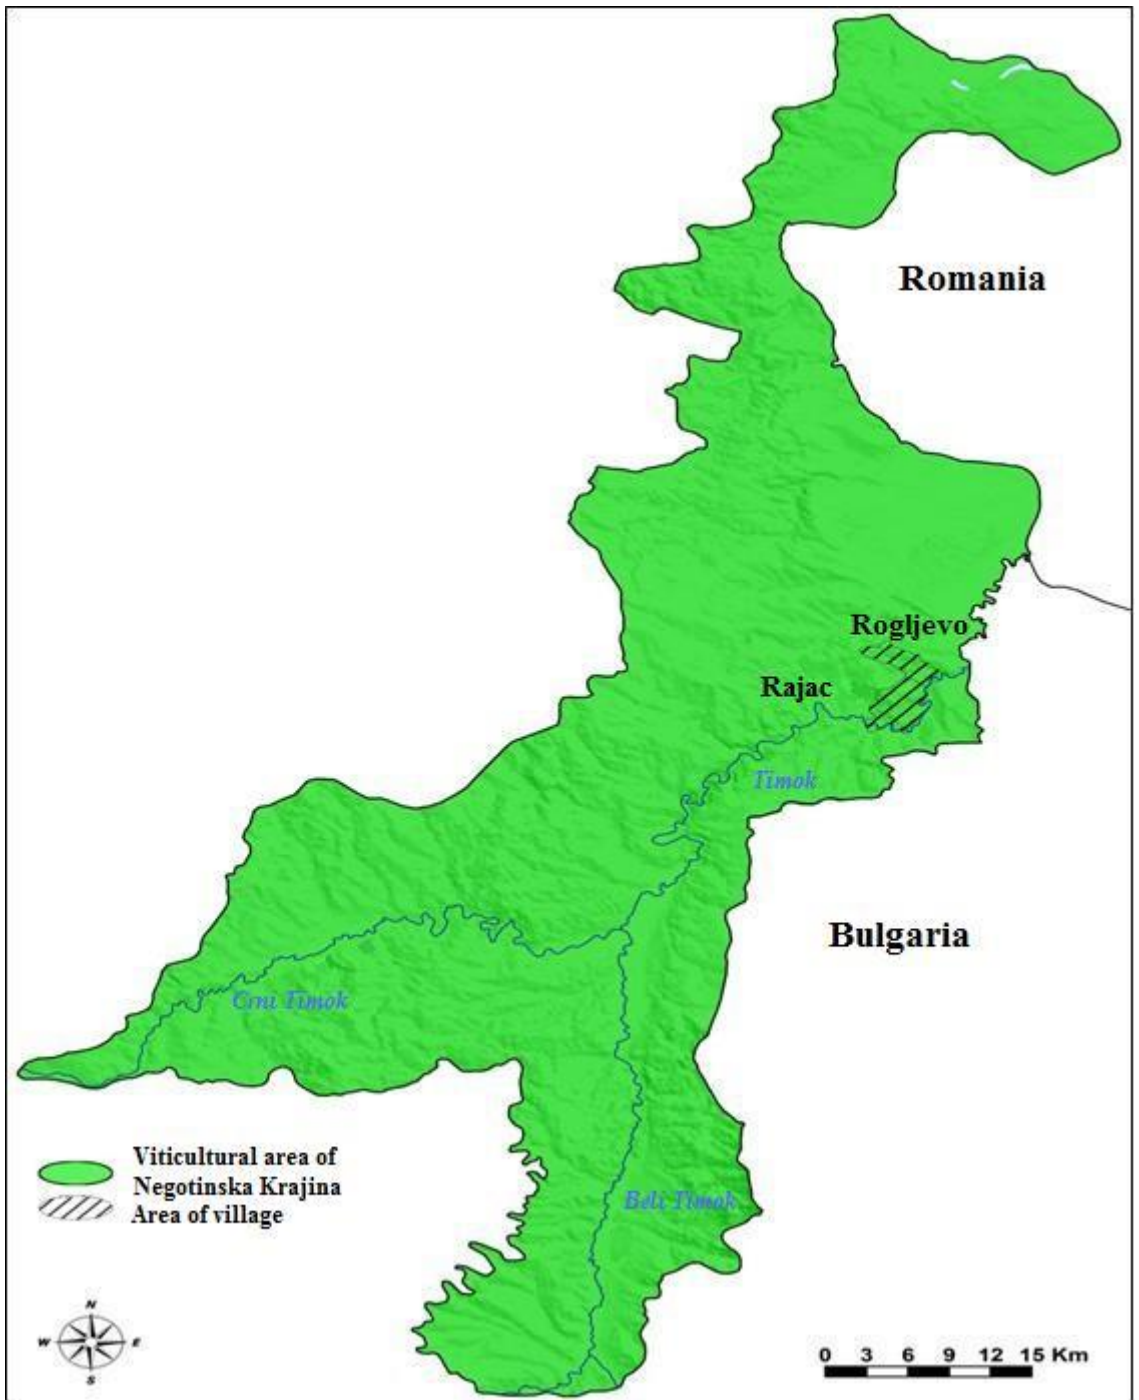 Romania
Rogljevo
Rajac
Timok
Bulgaria
Crni Timok
Viticultural area of
Negotinska Krajina
Area of village
Beli Timok
N
W E
S
0 3 6 9 12 15 Km